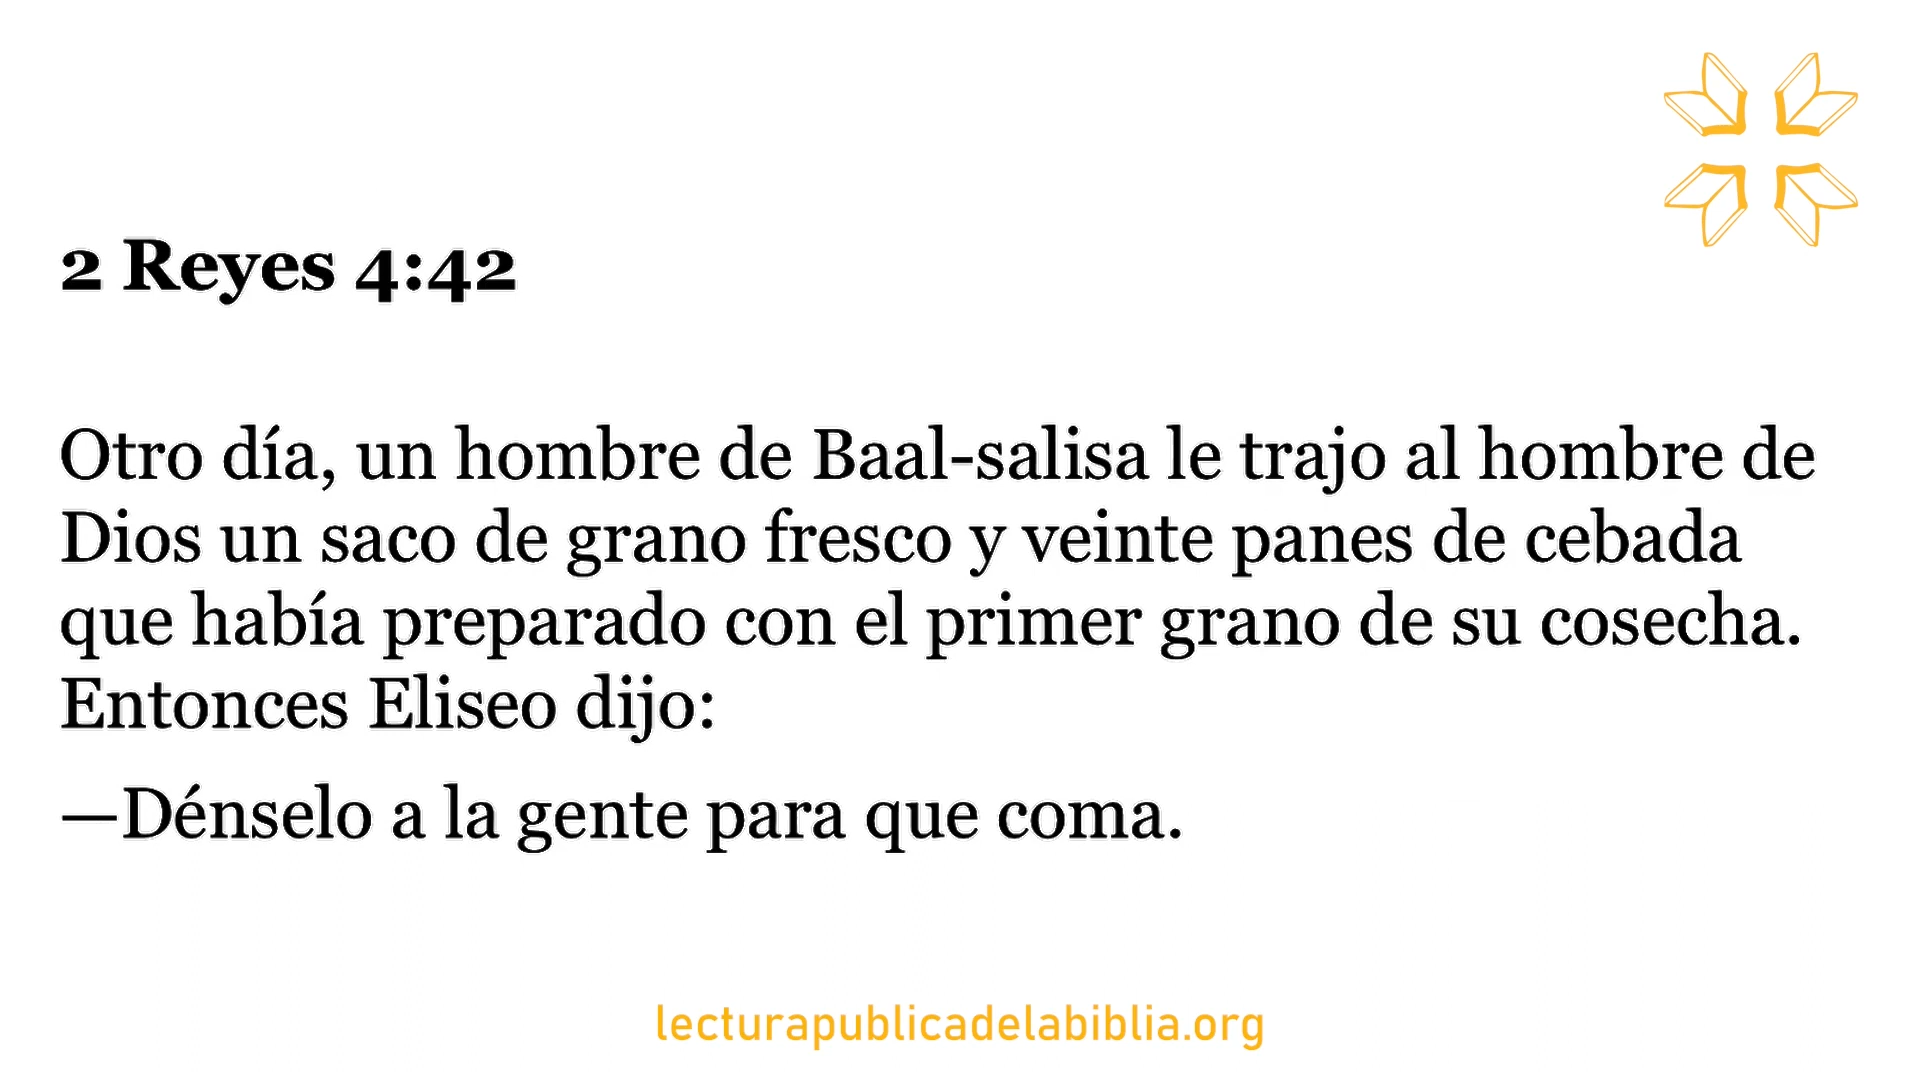 2 Reyes 4:42
Otro día, un hombre de Baal-salisa le trajo al hombre de
Dios un saco de grano fresco y veinte panes de cebada
que había preparado con el primer grano de su cosecha.
Entonces Eliseo dijo:
—Dénselo a la gente para que coma.
lecturapublicadelabiblia.org